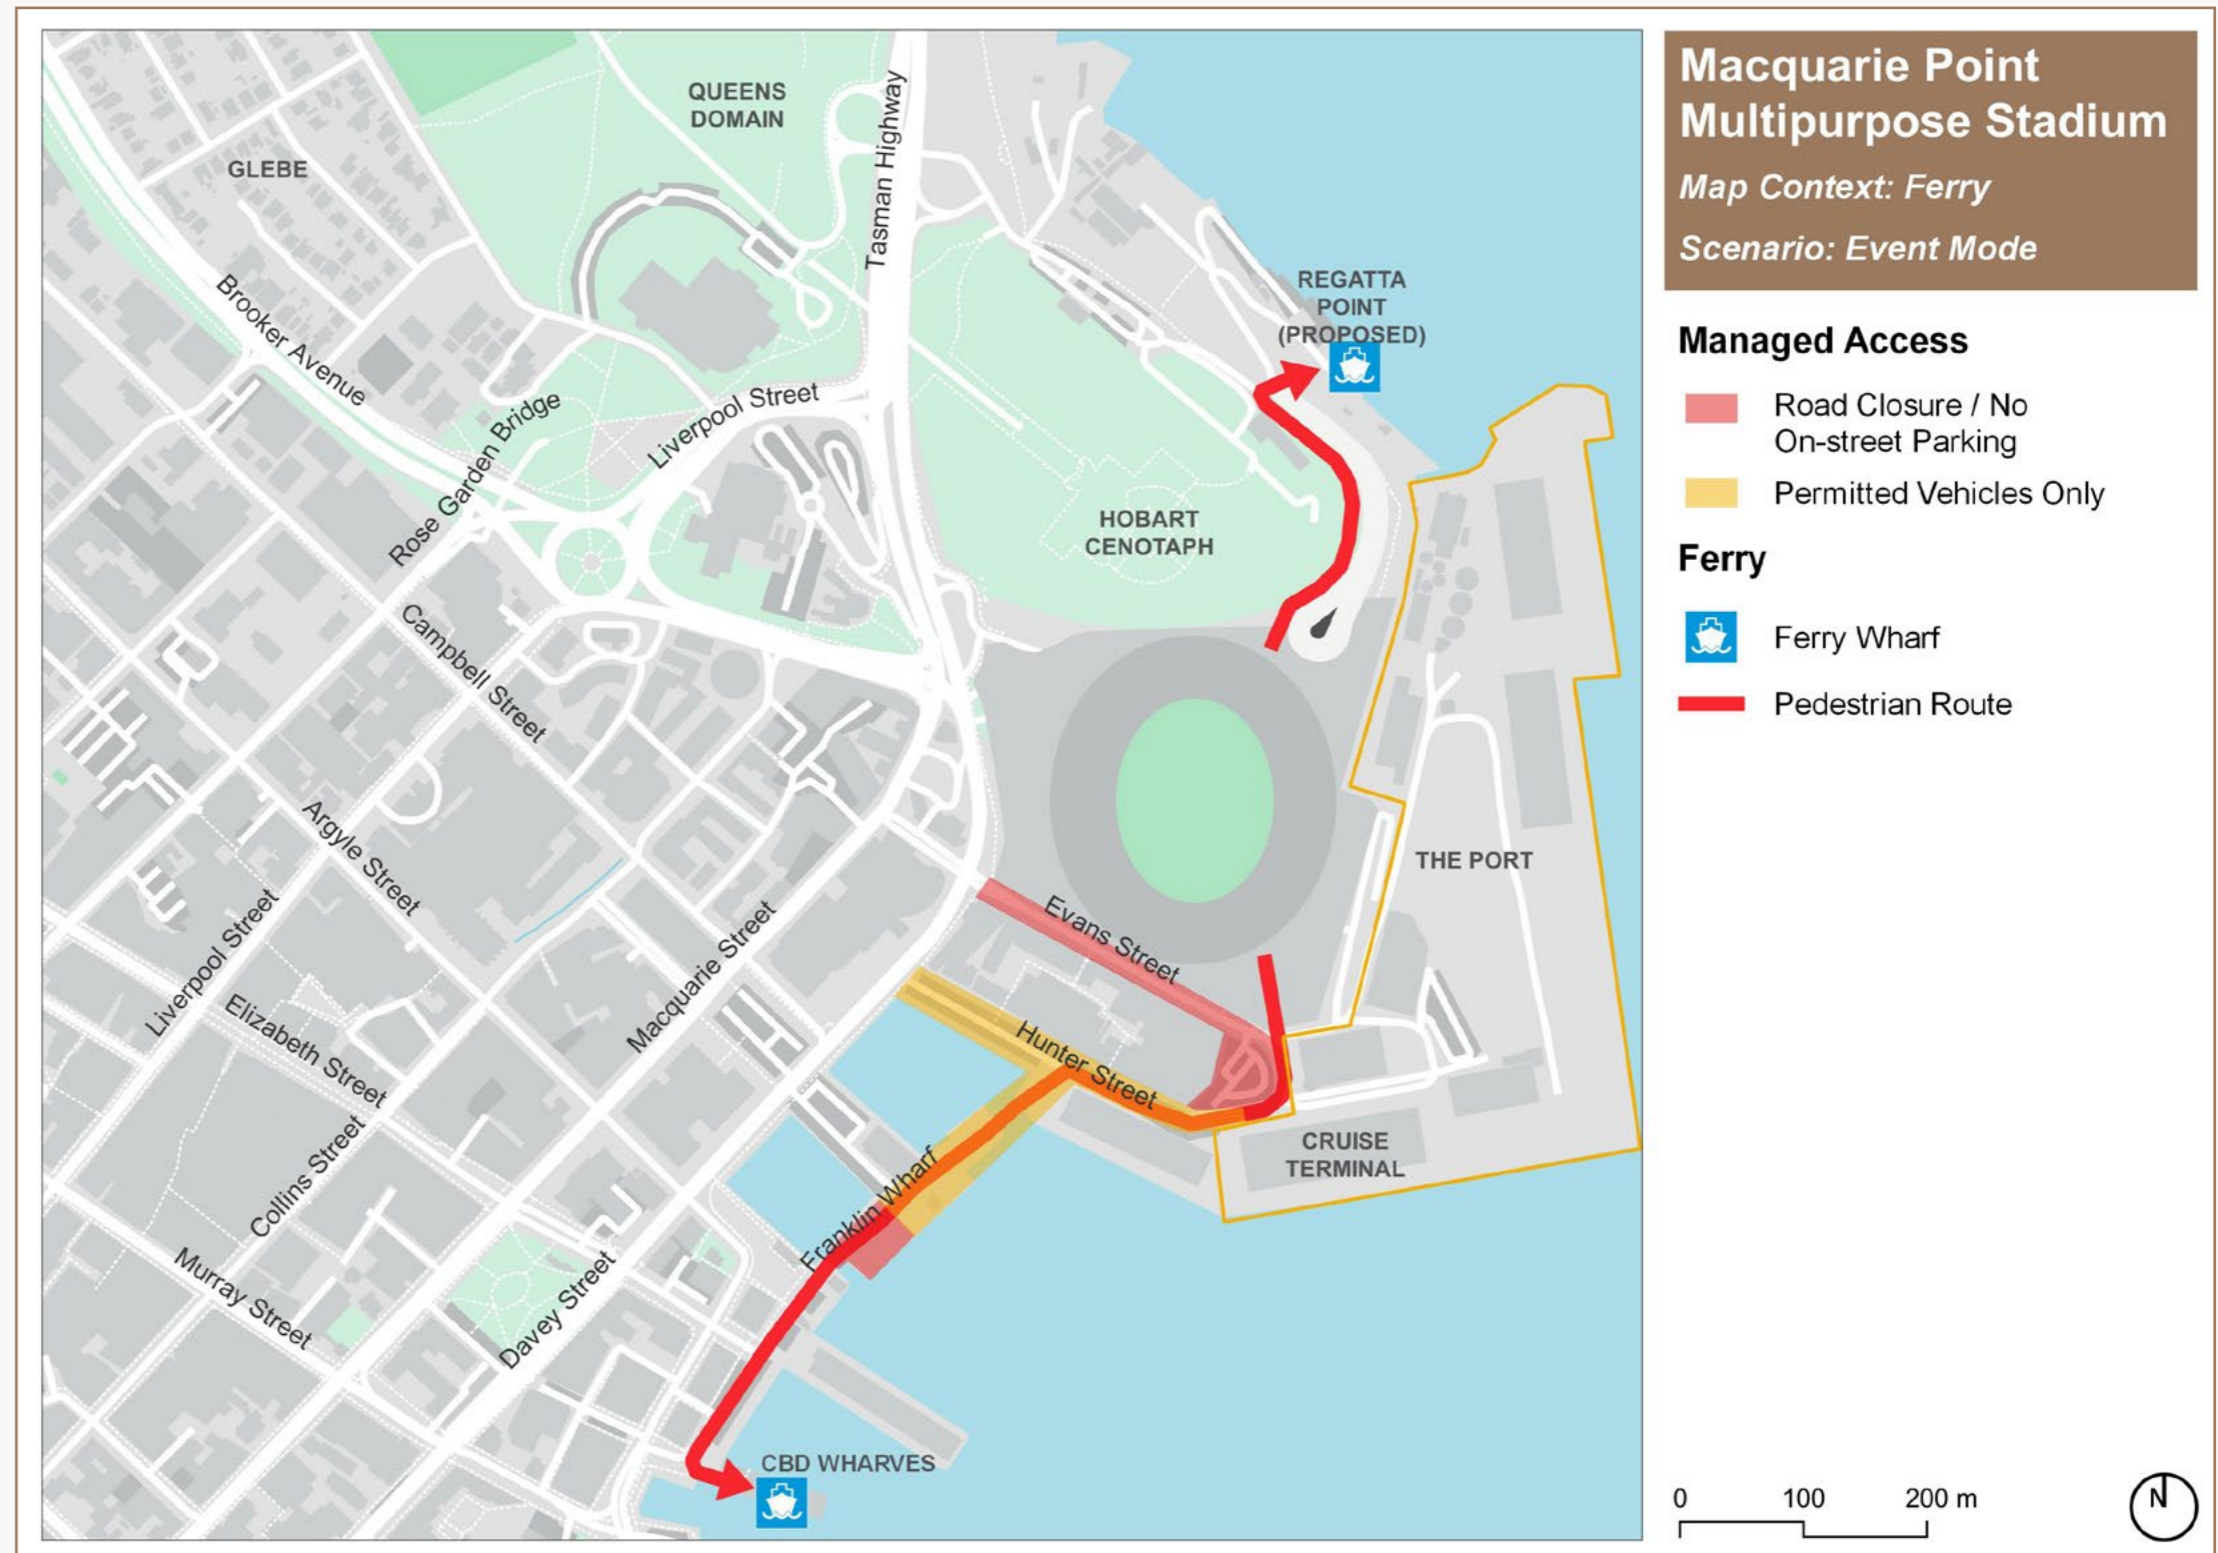 Macquarie Point
Multipurpose Stadium
Map Context: Ferry
Scenario: Event Mode
Managed Access
Road Closure / No
On-street Parking
Permitted Vehicles Only
Ferry
Ferry Wharf
Pedestrian Route
0 100 200 m
N
QUEENS
DOMAIN
GLEBE
Tasman Highway
REGATTA
POINT
(PROPOSED)
Brooker Avenue
Rose Garden Bridge
Liverpool Street
HOBART
CENOTAPH
Campbell Street
Argyle Street
THE PORT
Evans Street
Macquarie Street
Liverpool Street
Elizabeth Street
Hunter Street
Collins Street
CRUISE
TERMINAL
Franklin Wharf
Murray Street
Davey Street
CBD WHARVES